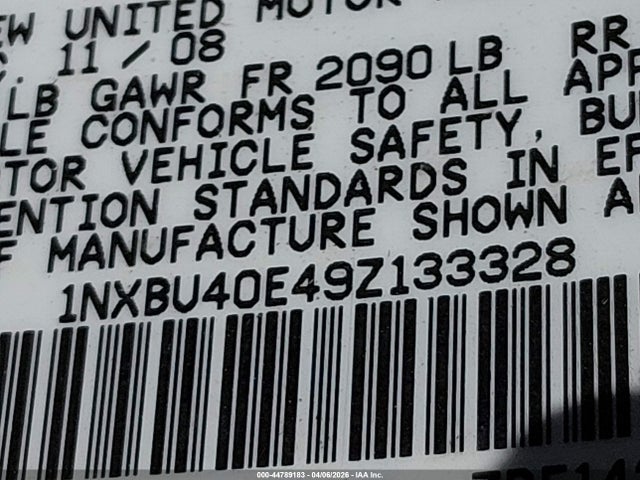 EW UNITED MOTOR
. 11 / 08
LB GAWR FR 2090 LB RR
LE CONFORMS TO ALL APP
TOR VEHICLE SAFETY, BU
ENTION STANDARDS IN EF
F MANUFACTURE SHOWN A
1NXBU40E49Z133328
000-44789183 - 04/06/2026 - IAA Inc.